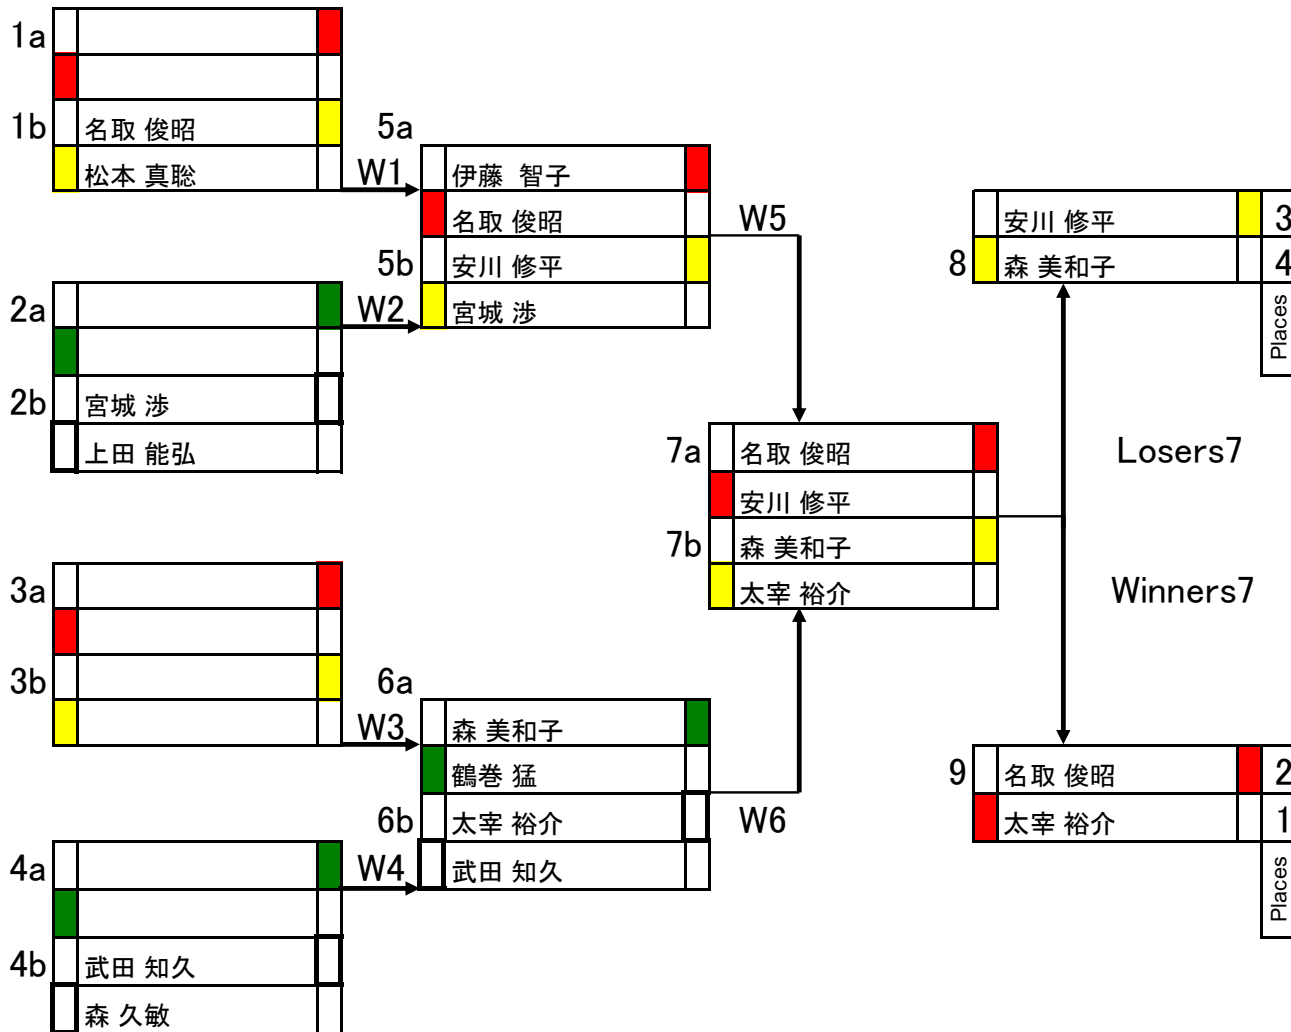 1a
1b
名取 俊昭
松本 真聡
W1
2a
2b
宮城 渉
上田 能弘
W2
3a
3b
W3
4a
4b
武田 知久
森 久敏
W4
5a
伊藤 智子
名取 俊昭
5b
安川 修平
宮城 渉
W5
6a
森 美和子
鶴巻 猛
6b
太宰 裕介
武田 知久
W6
7a
名取 俊昭
安川 修平
7b
森 美和子
太宰 裕介
Losers7
Winners7
安川 修平 3
8 森 美和子 4
Places
9 名取 俊昭 2
太宰 裕介 1
Places